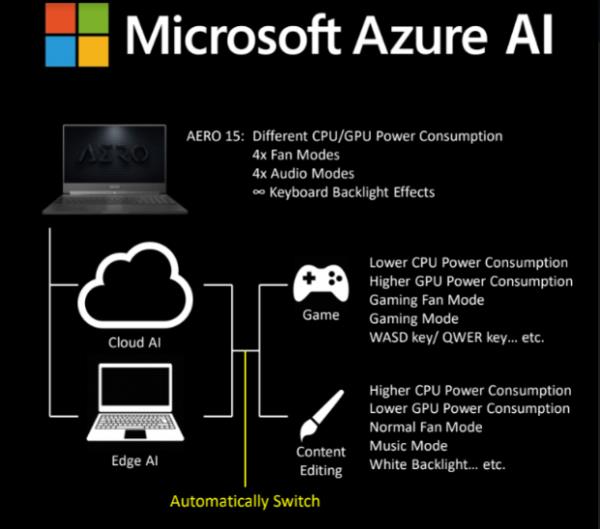 Microsoft Azure AI
AERO
AERO 15: Different CPU/GPU Power Consumption
4x Fan Modes
4x Audio Modes
∞ Keyboard Backlight Effects
Cloud AI
Edge AI
Game
Lower CPU Power Consumption
Higher GPU Power Consumption
Gaming Fan Mode
Gaming Mode
WASD key/ QWER key... etc.
Content
Editing
Higher CPU Power Consumption
Lower GPU Power Consumption
Normal Fan Mode
Music Mode
White Backlight... etc.
Automatically Switch